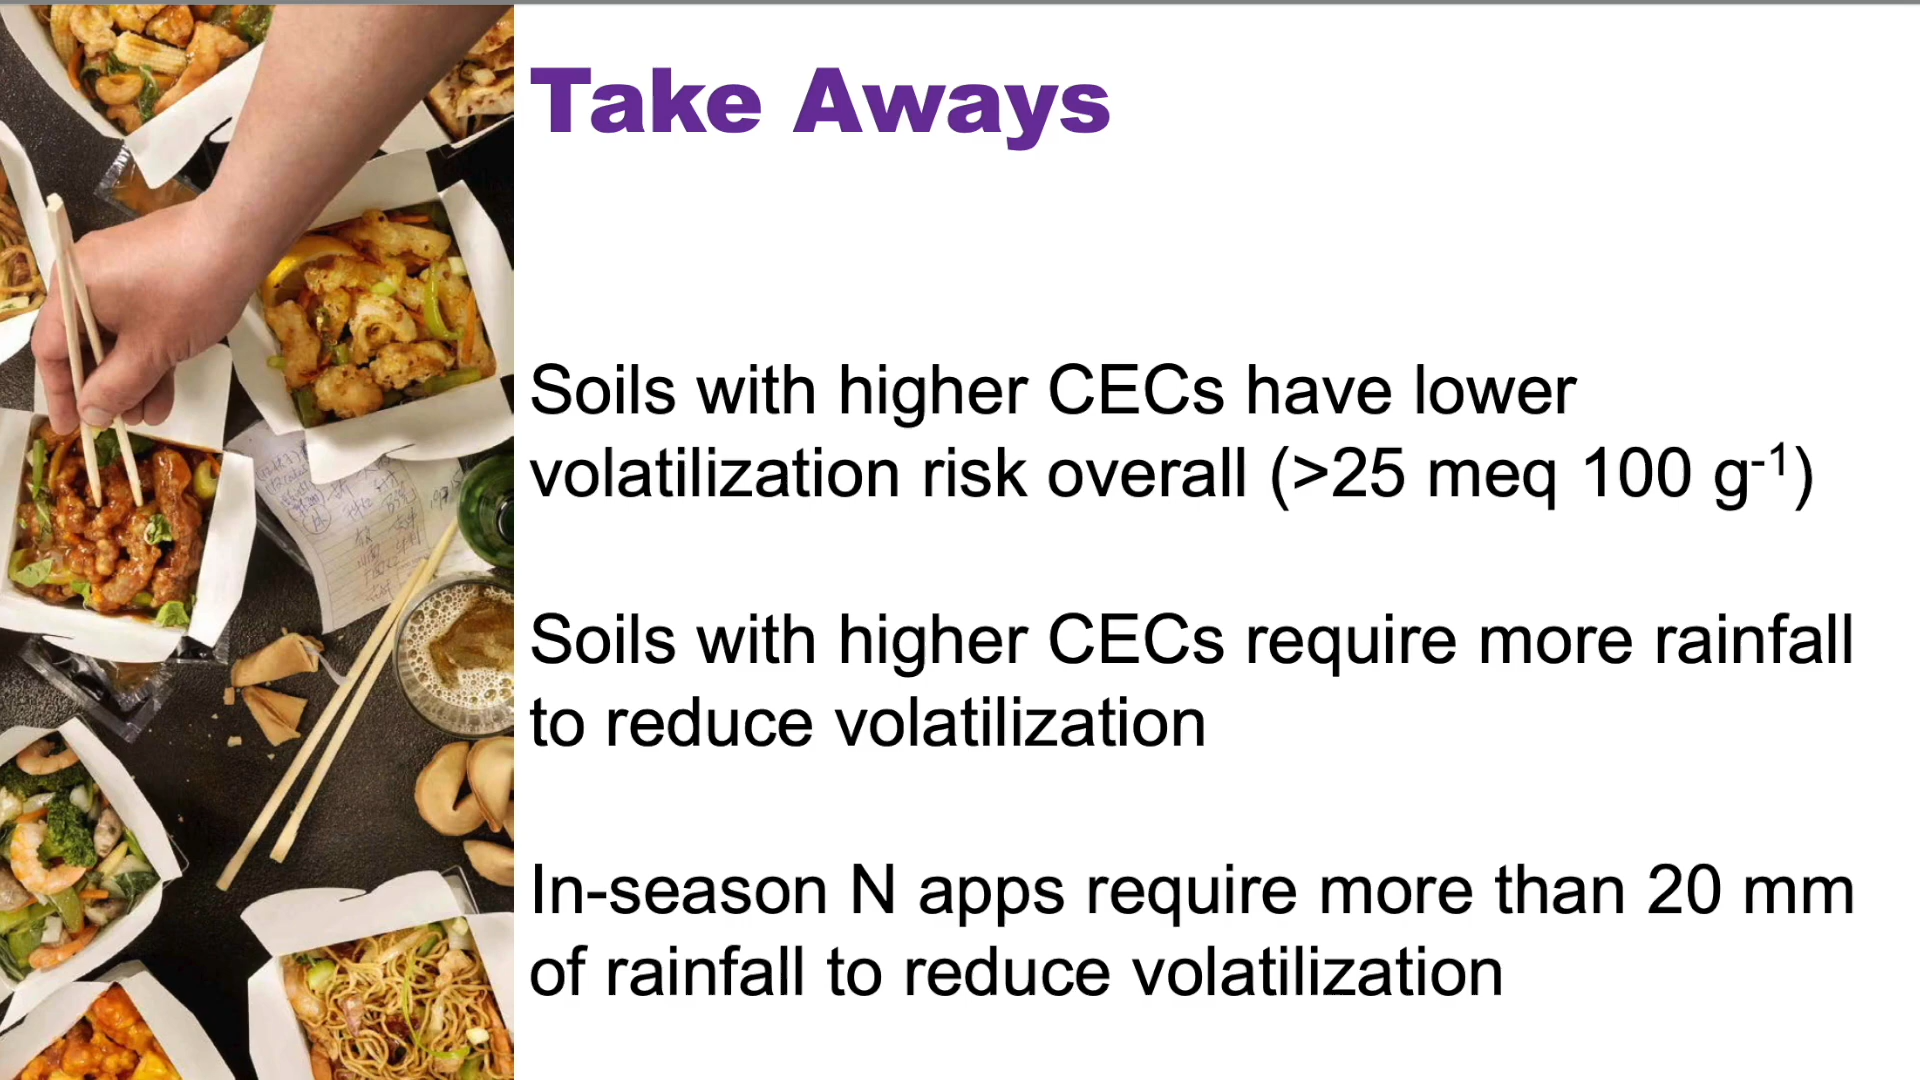 Take Aways
Soils with higher CECs have lower
volatilization risk overall (>25 meq 100 g⁻¹)
Soils with higher CECs require more rainfall
to reduce volatilization
In-season N apps require more than 20 mm
of rainfall to reduce volatilization